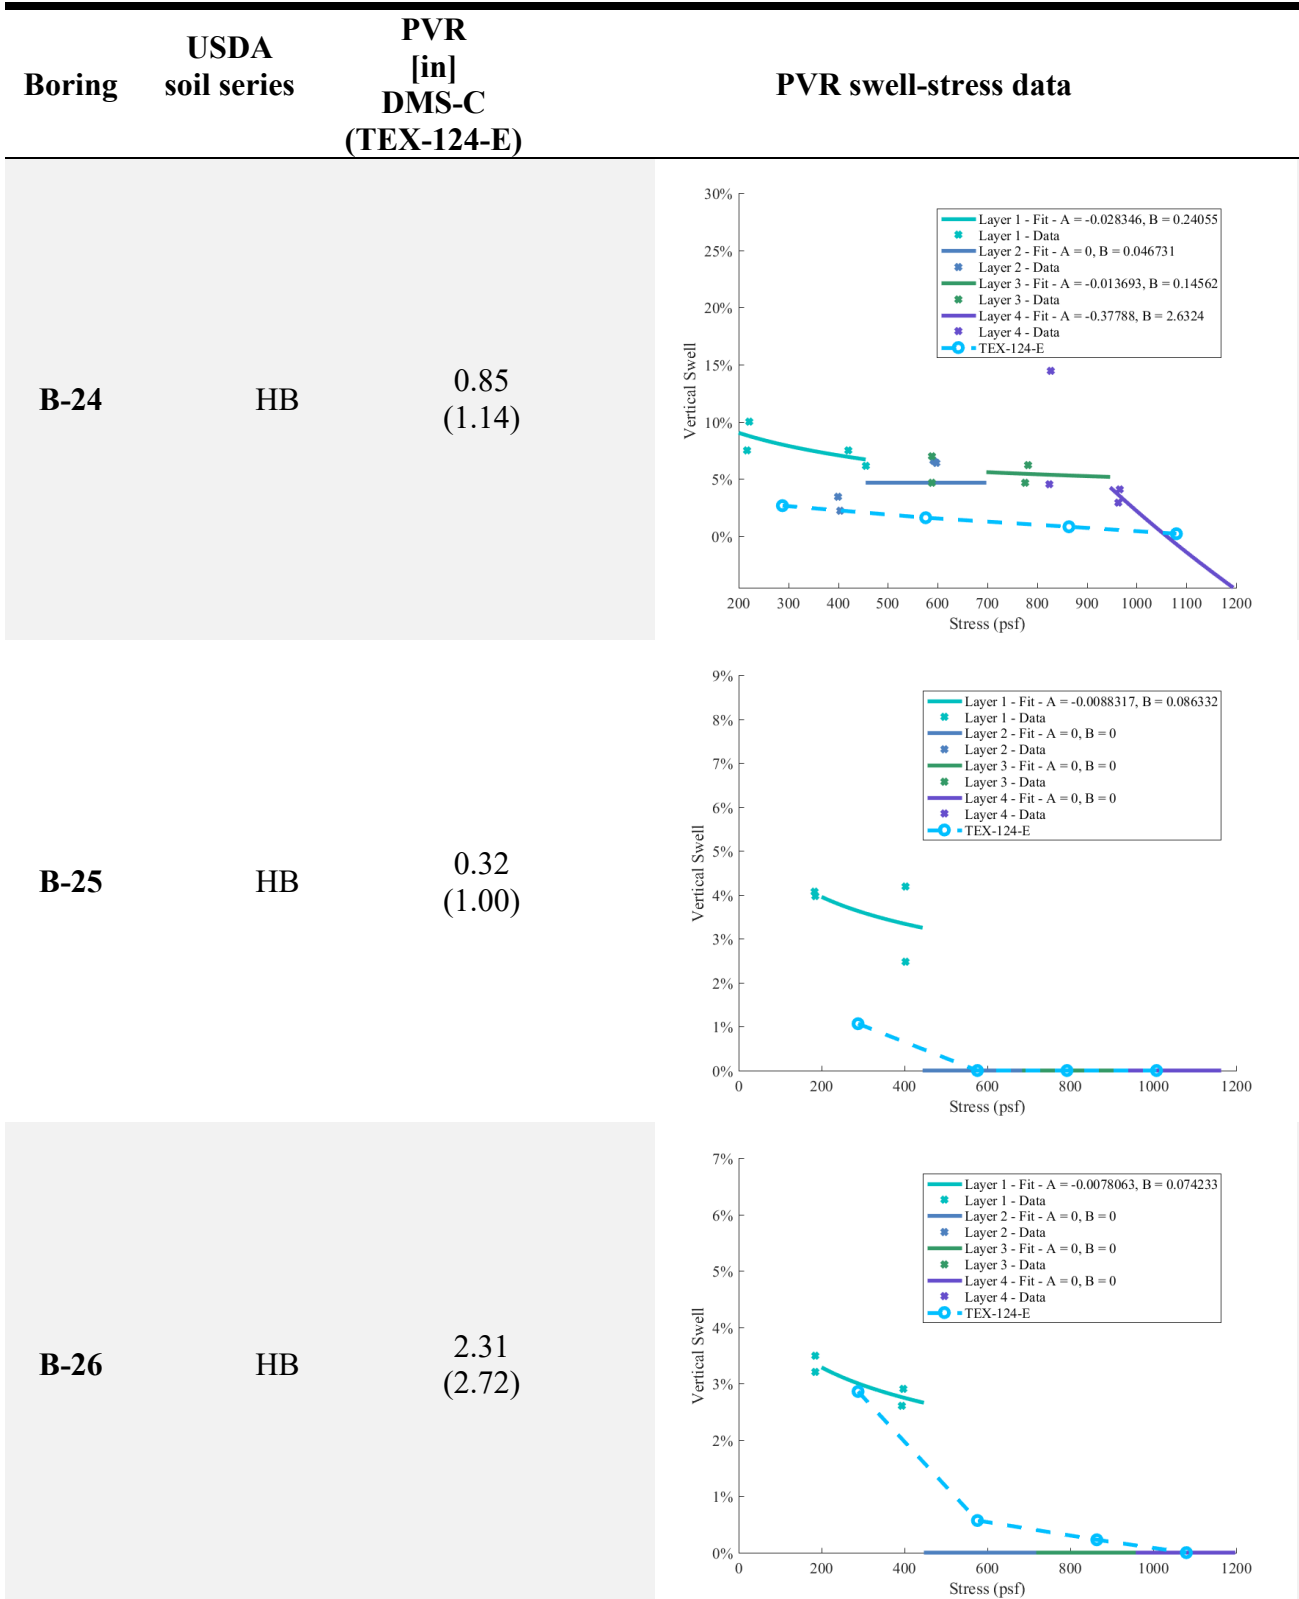 Boring
USDA
soil series
PVR
[in]
DMS-C
(TEX-124-E)
PVR swell-stress data
B-24
HB
0.85
(1.14)
30%
25%
20%
15%
10%
5%
0%
Vertical Swell
Layer 1 - Fit - A = -0.028346, B = 0.24055
Layer 1 - Data
Layer 2 - Fit - A = 0, B = 0.046731
Layer 2 - Data
Layer 3 - Fit - A = -0.013693, B = 0.14562
Layer 3 - Data
Layer 4 - Fit - A = -0.37788, B = 2.6324
Layer 4 - Data
TEX-124-E
200 300 400 500 600 700 800 900 1000 1100 1200
Stress (psf)
B-25
HB
0.32
(1.00)
9%
8%
7%
6%
5%
4%
3%
2%
1%
0%
Vertical Swell
Layer 1 - Fit - A = -0.0088317, B = 0.086332
Layer 1 - Data
Layer 2 - Fit - A = 0, B = 0
Layer 2 - Data
Layer 3 - Fit - A = 0, B = 0
Layer 3 - Data
Layer 4 - Fit - A = 0, B = 0
Layer 4 - Data
TEX-124-E
0 200 400 600 800 1000 1200
Stress (psf)
B-26
HB
2.31
(2.72)
7%
6%
5%
4%
3%
2%
1%
0%
Vertical Swell
Layer 1 - Fit - A = -0.0078063, B = 0.074233
Layer 1 - Data
Layer 2 - Fit - A = 0, B = 0
Layer 2 - Data
Layer 3 - Fit - A = 0, B = 0
Layer 3 - Data
Layer 4 - Fit - A = 0, B = 0
Layer 4 - Data
TEX-124-E
0 200 400 600 800 1000 1200
Stress (psf)